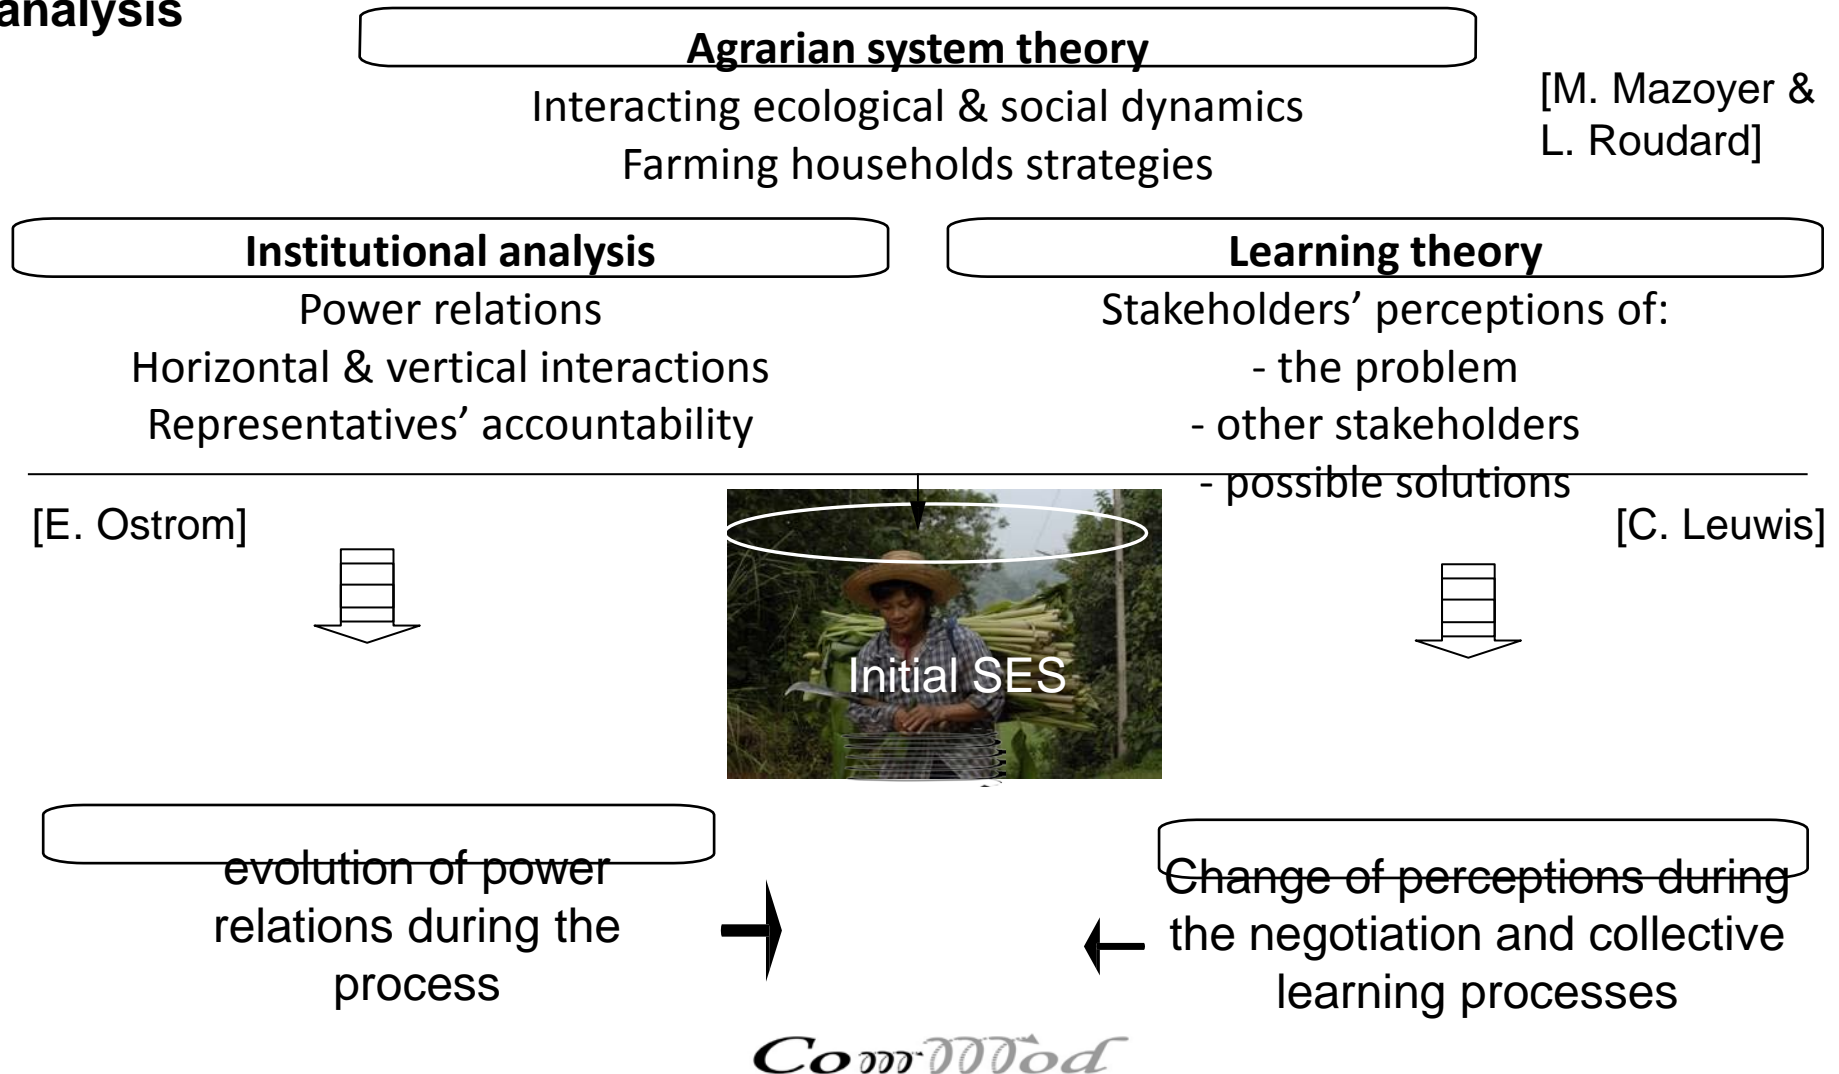 analysis
Agrarian system theory
Interacting ecological & social dynamics
Farming households strategies
[M. Mazoyer &
L. Roudard]
Institutional analysis
Power relations
Horizontal & vertical interactions
Representatives’ accountability
[E. Ostrom]
Learning theory
Stakeholders’ perceptions of:
- the problem
- other stakeholders
- possible solutions
[C. Leuwis]
Initial SES
evolution of power
relations during the
process
Change of perceptions during
the negotiation and collective
learning processes
ComMod